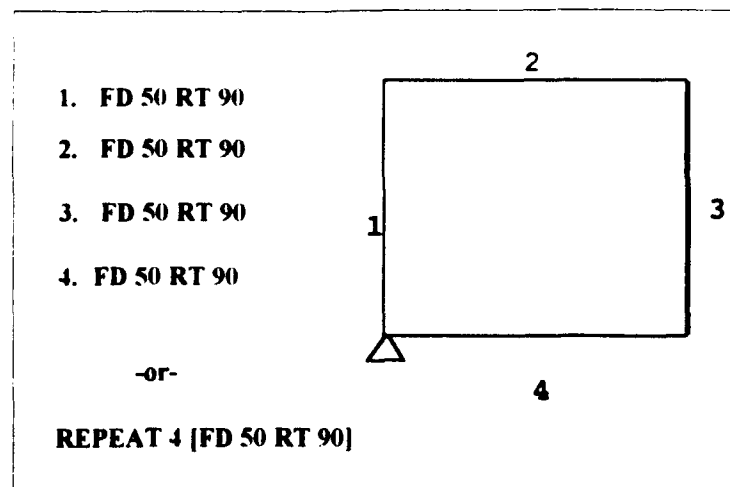 1. FD 50 RT 90
2. FD 50 RT 90
3. FD 50 RT 90
4. FD 50 RT 90
-or-
REPEAT 4 [FD 50 RT 90]
2
1
3
4